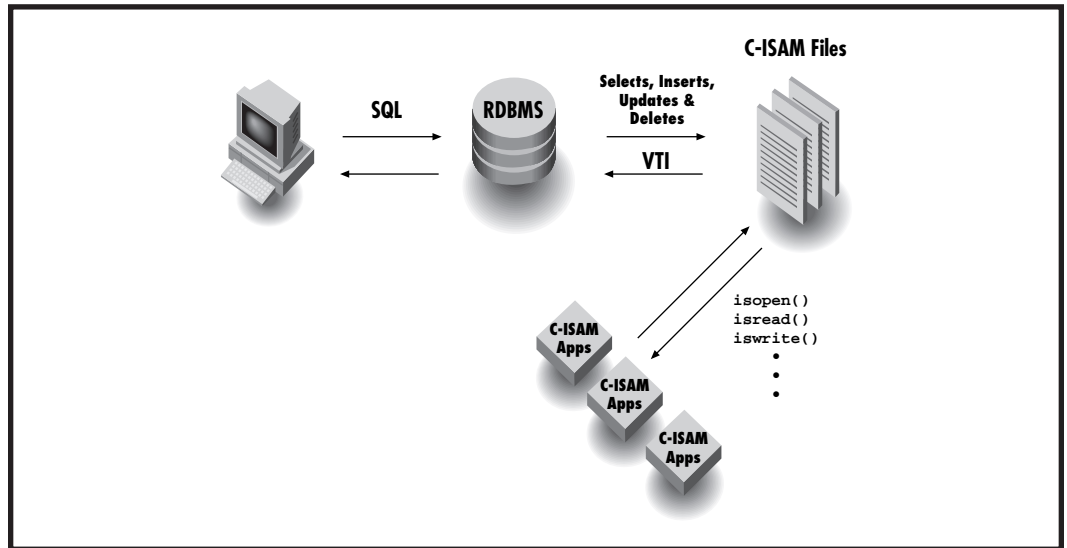 C-ISAM Files
SQL
RDBMS
Selects, Inserts,
Updates &
Deletes
VTI
isopen()
isread()
iswrite()
C-ISAM
Apps
C-ISAM
Apps
C-ISAM
Apps